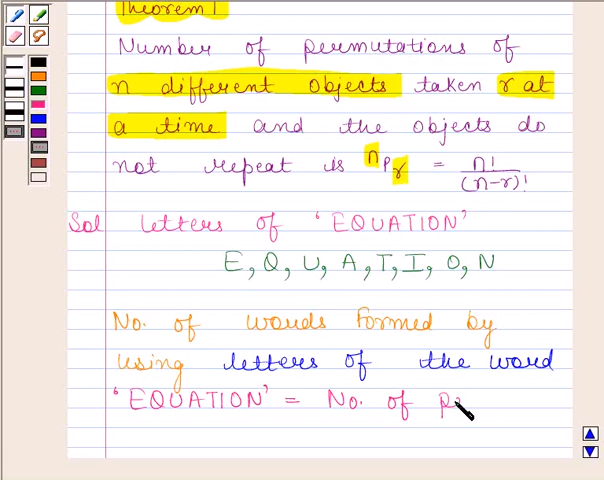 Theorem 1
Number of permutations of
n different objects taken r at
a time and the objects do
not repeat is nPr = n!/(n-r)!
Sol letters of 'EQUATION'
E, Q, U, A, T, I, O, N
No. of words formed by
using letters of the word
'EQUATION' = No. of p